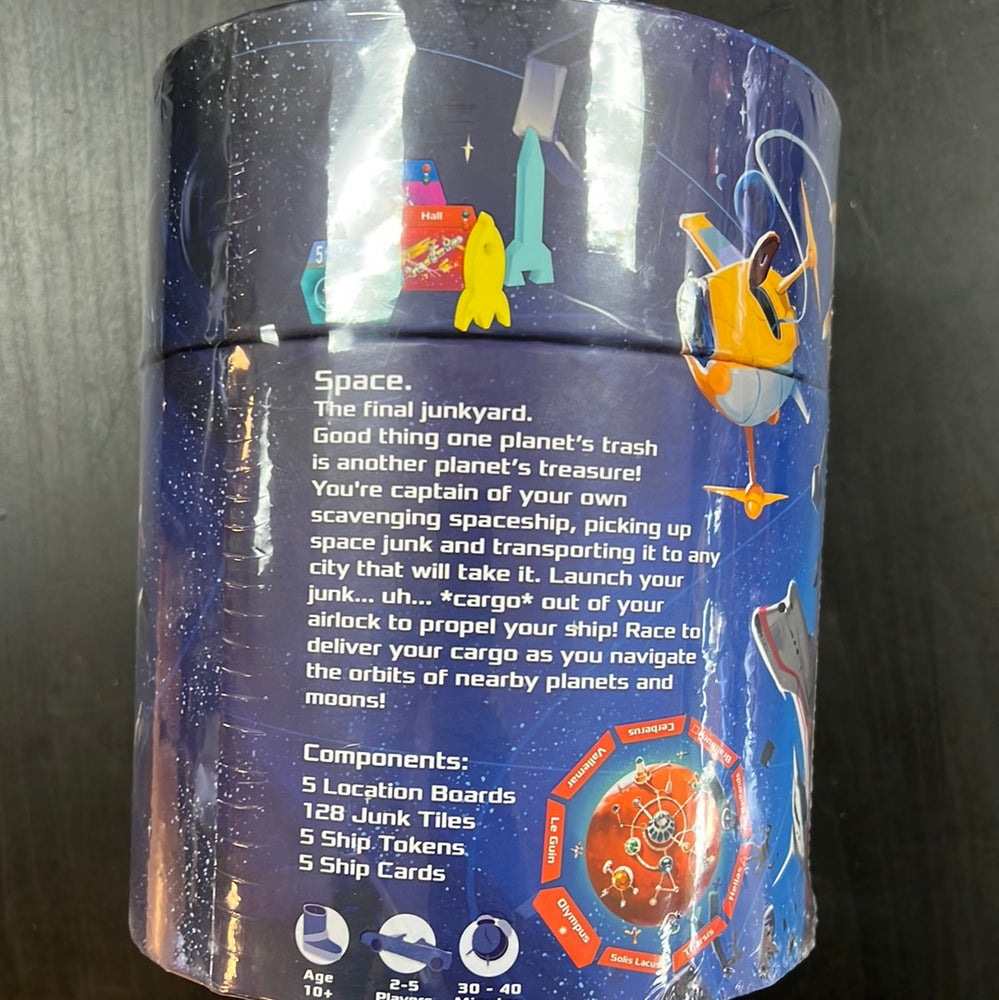 Hall
5
Space.
The final junkyard.
Good thing one planet's trash
is another planet's treasure!
You're captain of your own
scavenging spaceship, picking up
space junk and transporting it to any
city that will take it. Launch your
junk... uh... *cargo* out of your
airlock to propel your ship! Race to
deliver your cargo as you navigate
the orbits of nearby planets and
moons!
Components:
5 Location Boards
128 Junk Tiles
5 Ship Tokens
5 Ship Cards
Cerberus
Vallemar
Le Guin
Olympus
Solis Lacus
Tharsis
Hellas
Age
10+
2-5
Players
30 - 40